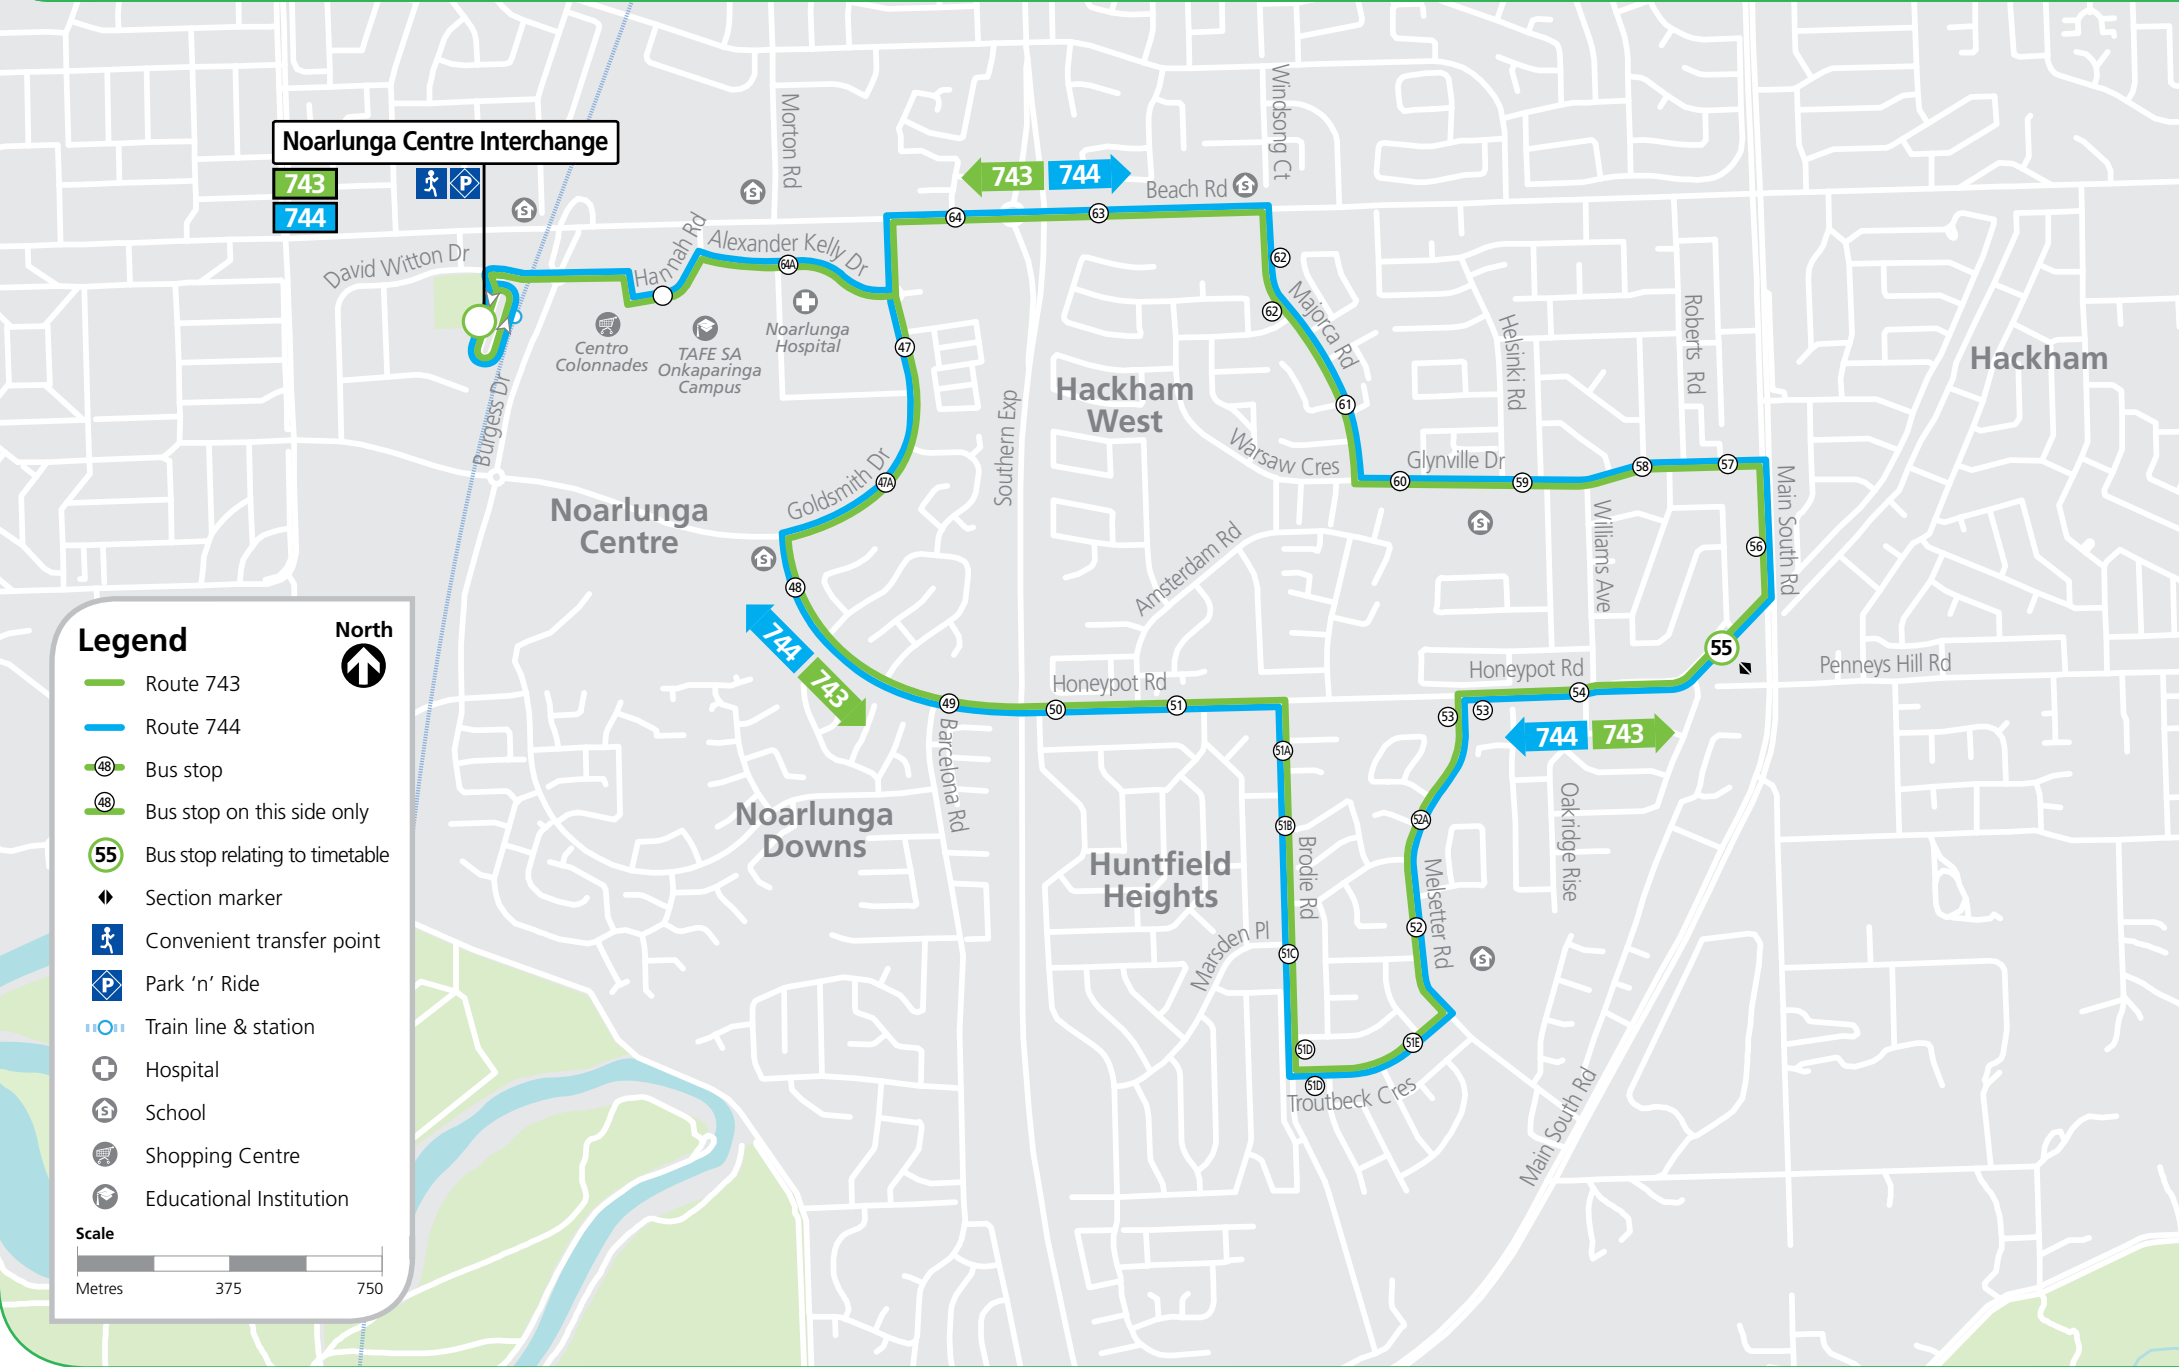 Noarlunga Centre Interchange
743
744
P
S
David Witton Dr
Burgess Dr
Hannah Rd
Morton Rd
S
Alexander Kelly Dr
64A
Centro
Colonnades
TAFE SA
Onkaparinga
Campus
Noarlunga
Hospital
743 744
Beach Rd
S
Windsong Ct
64
63
62
62
Majorca Rd
61
47
47A
Goldsmith Dr
Southern Exp
Hackham
West
Warsaw Cres
Glynville Dr
60
59
58
57
Helsinki Rd
Roberts Rd
Hackham
S
Williams Ave
Main South Rd
56
55
Amsterdam Rd
Noarlunga
Centre
S
48
744 743
49
Barcelona Rd
50
Honeypot Rd
51
Honeypot Rd
54
53
53
744 743
Penneys Hill Rd
Oakridge Rise
Noarlunga
Downs
Huntfield
Heights
51A
51B
Brodie Rd
51C
Marsden Pl
51D
51D
Troutbeck Cres
51E
52
52A
Melsetter Rd
S
Main South Rd
Legend
North
Route 743
Route 744
48 Bus stop
48 Bus stop on this side only
55 Bus stop relating to timetable
Section marker
Convenient transfer point
P Park ‘n’ Ride
Train line & station
Hospital
S School
Shopping Centre
Educational Institution
Scale
Metres 375 750